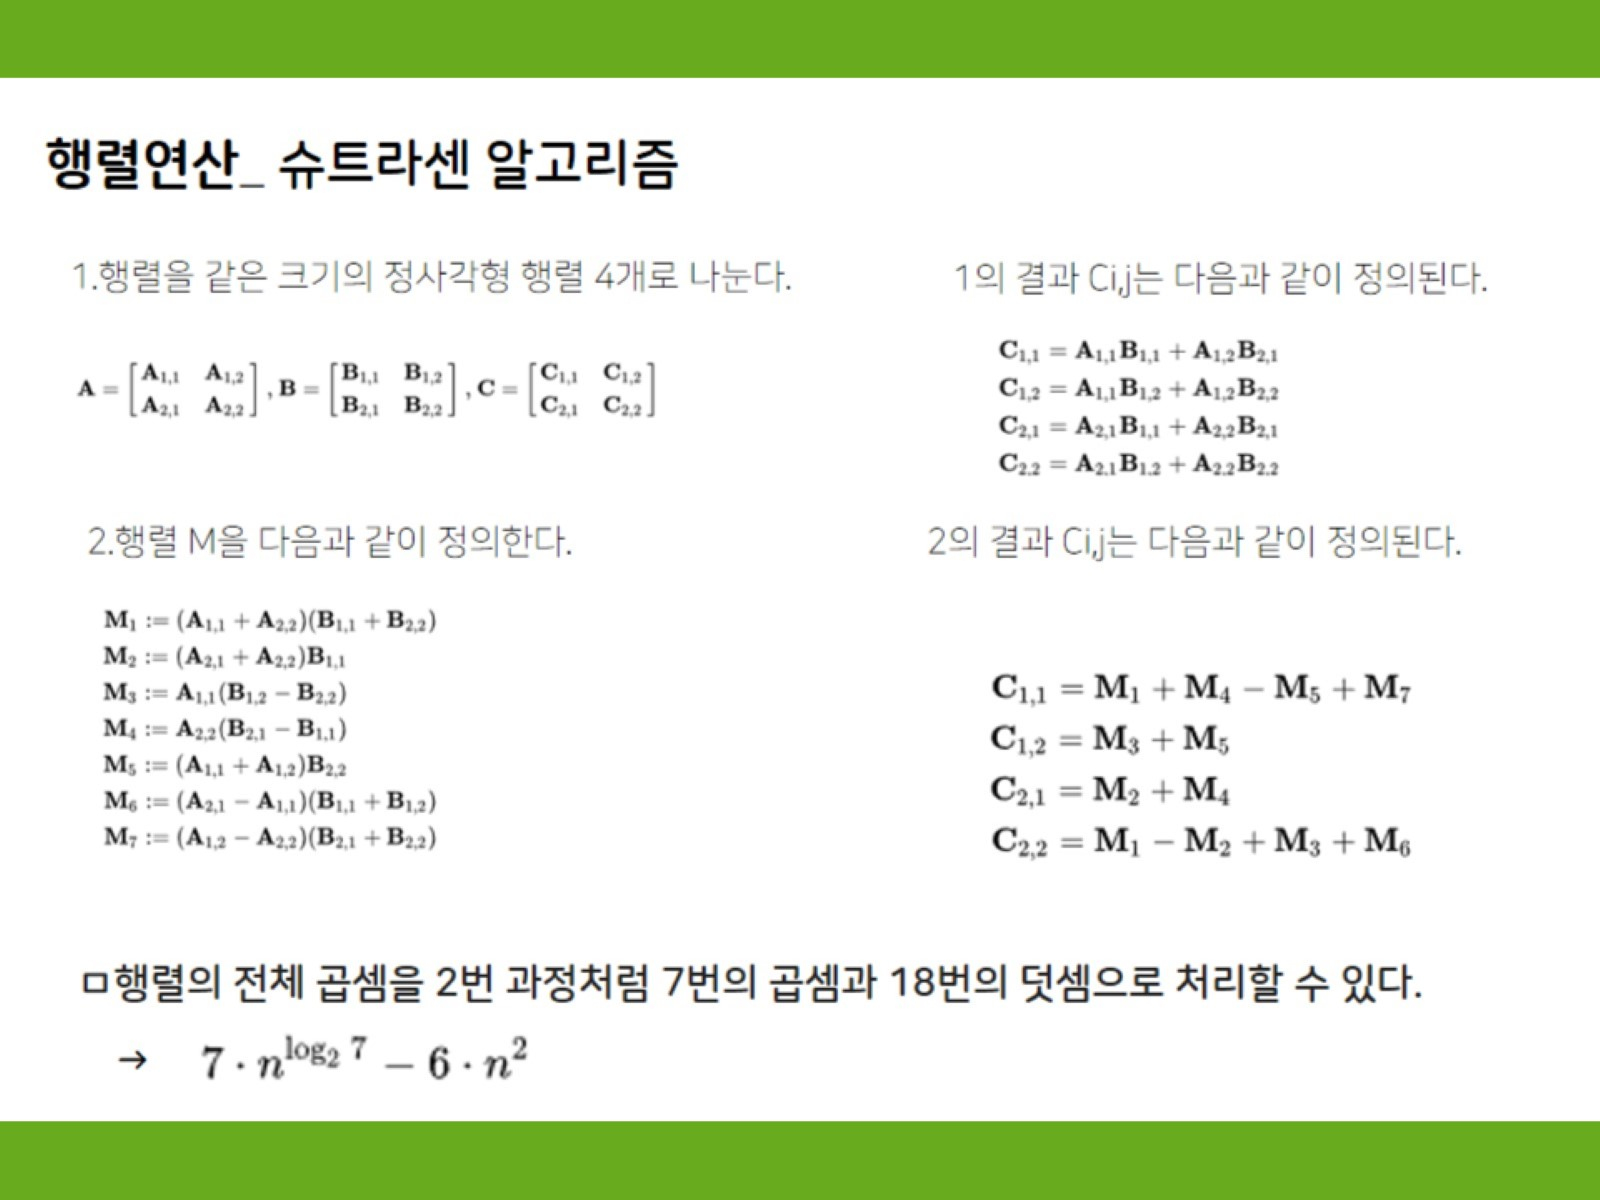 행렬연산_ 슈트라센 알고리즘
1.행렬을 같은 크기의 정사각형 행렬 4개로 나눈다.
A = [A1,1 A1,2 A2,1 A2,2] , B = [B1,1 B1,2 B2,1 B2,2] , C = [C1,1 C1,2 C2,1 C2,2]
1의 결과 Ci,j는 다음과 같이 정의된다.
C1,1 = A1,1B1,1 + A1,2B2,1
C1,2 = A1,1B1,2 + A1,2B2,2
C2,1 = A2,1B1,1 + A2,2B2,1
C2,2 = A2,1B1,2 + A2,2B2,2
2.행렬 M을 다음과 같이 정의한다.
M1 := (A1,1 + A2,2)(B1,1 + B2,2)
M2 := (A2,1 + A2,2)B1,1
M3 := A1,1(B1,2 − B2,2)
M4 := A2,2(B2,1 − B1,1)
M5 := (A1,1 + A1,2)B2,2
M6 := (A2,1 − A1,1)(B1,1 + B1,2)
M7 := (A1,2 − A2,2)(B2,1 + B2,2)
2의 결과 Ci,j는 다음과 같이 정의된다.
C1,1 = M1 + M4 − M5 + M7
C1,2 = M3 + M5
C2,1 = M2 + M4
C2,2 = M1 − M2 + M3 + M6
ㅁ행렬의 전체 곱셈을 2번 과정처럼 7번의 곱셈과 18번의 덧셈으로 처리할 수 있다.
→ 7 · n^log2 7 − 6 · n^2